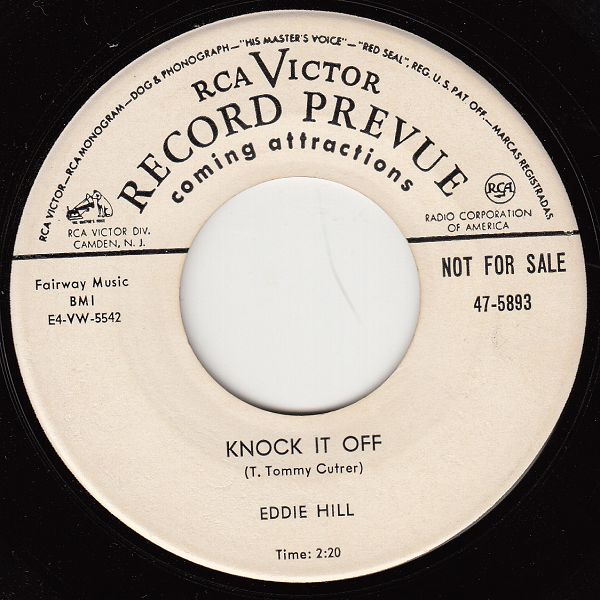 RCA VICTOR—RCA MONOGRAM—DOG & PHONOGRAPH—"HIS MASTER'S VOICE"—"RED SEAL", REG. U.S. PAT. OFF.—MARCAS REGISTRADAS
RCA VICTOR
RECORD PREVUE
coming attractions
RCA VICTOR DIV.
CAMDEN, N. J.
RCA
RADIO CORPORATION
OF AMERICA
Fairway Music
BMI
E4-VW-5542
NOT FOR SALE
47-5893
KNOCK IT OFF
(T. Tommy Cutrer)
EDDIE HILL
Time: 2:20